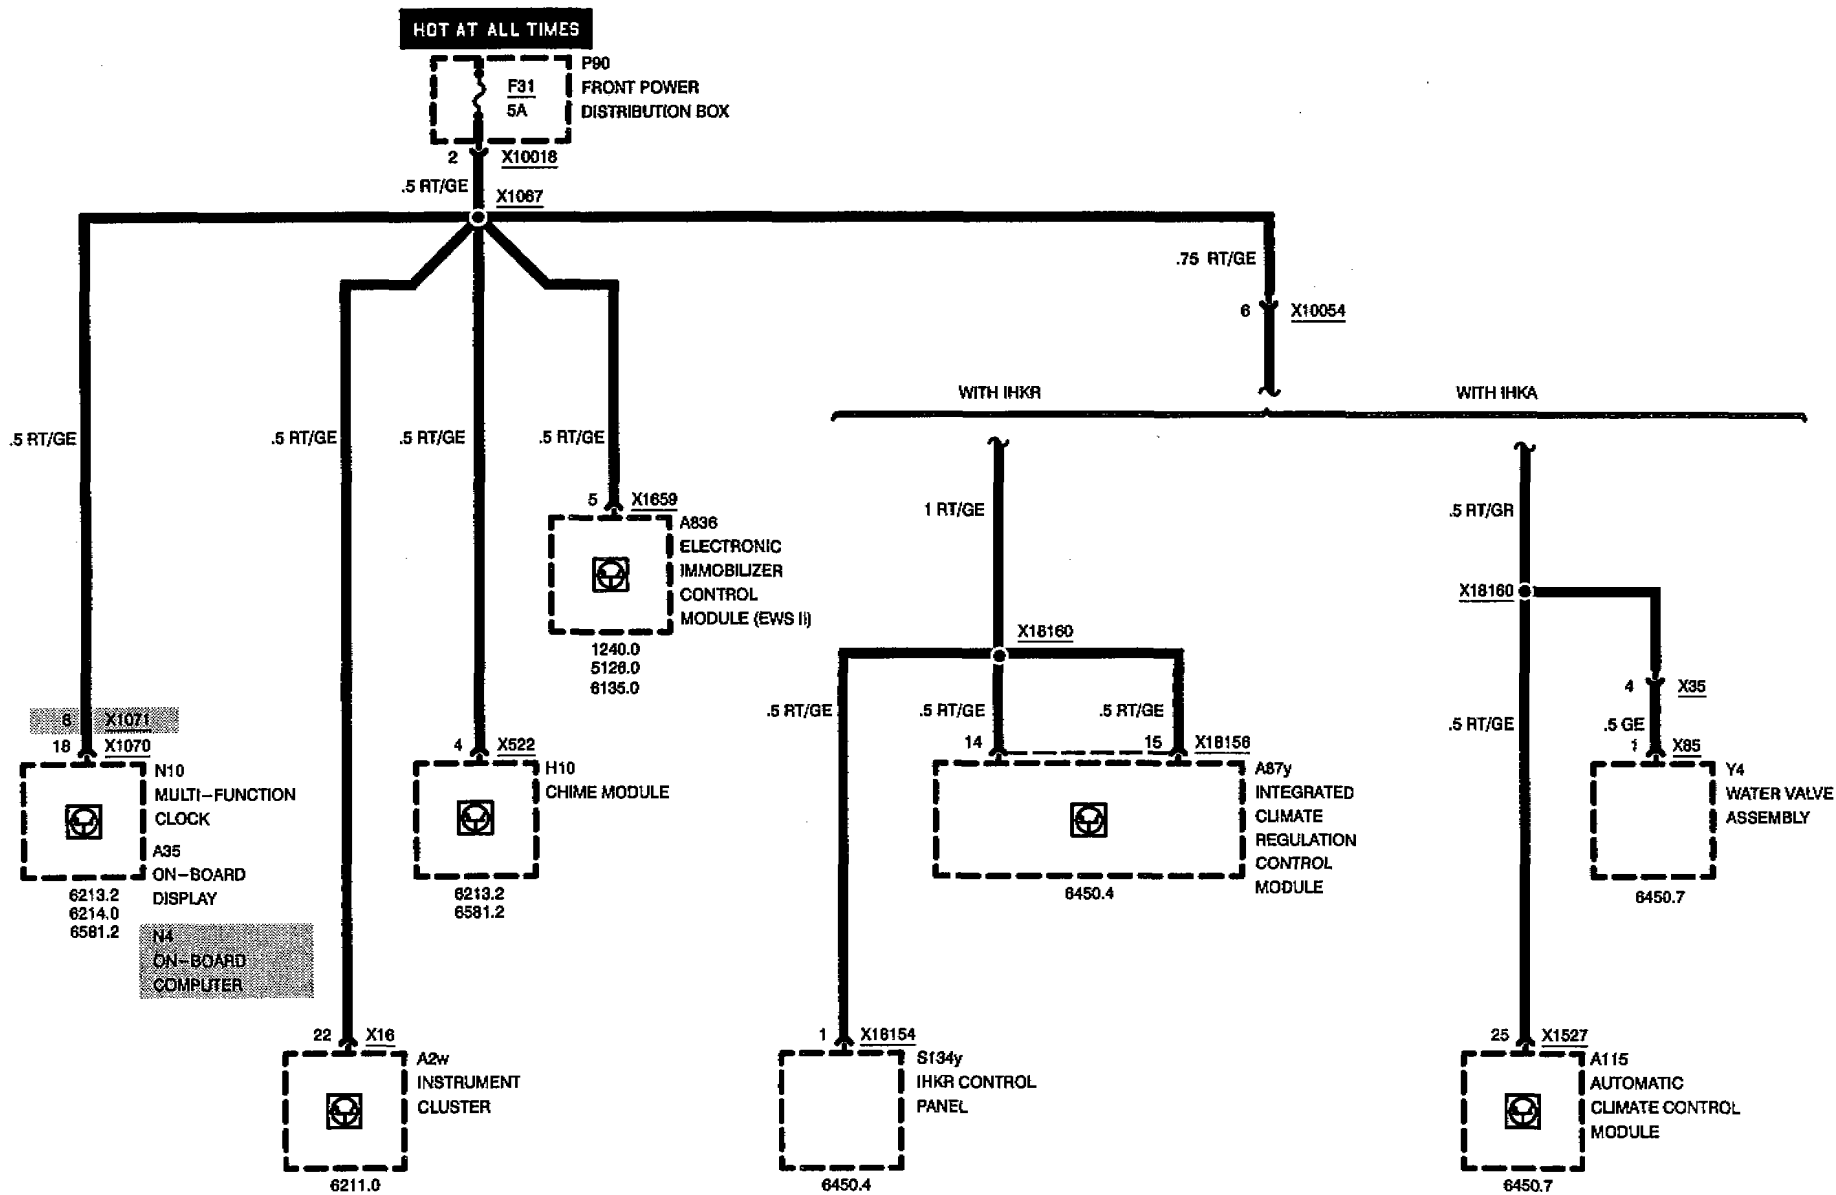 HOT AT ALL TIMES
P90
FRONT POWER
DISTRIBUTION BOX
F31
5A
2 X10018
.5 RT/GE
X1067
.75 RT/GE
6 X10054
WITH IHKR
WITH IHKA
.5 RT/GE
.5 RT/GE
.5 RT/GE
.5 RT/GE
5 X1659
A836
ELECTRONIC
IMMOBILIZER
CONTROL
MODULE (EWS II)
1240.0
5126.0
6135.0
1 RT/GE
.5 RT/GR
X18160
X18160
4 X35
.5 RT/GE
.5 RT/GE
.5 RT/GE
.5 RT/GE
.5 GE
1 X85
6 X1071
18 X1070
N10
MULTI-FUNCTION
CLOCK
A35
ON-BOARD
DISPLAY
6213.2
6214.0
6581.2
N4
ON-BOARD
COMPUTER
4 X522
H10
CHIME MODULE
6213.2
6581.2
14
15 X18156
A87y
INTEGRATED
CLIMATE
REGULATION
CONTROL
MODULE
6450.4
Y4
WATER VALVE
ASSEMBLY
6450.7
22 X16
A2w
INSTRUMENT
CLUSTER
6211.0
1 X18154
S134y
IHKR CONTROL
PANEL
6450.4
25 X1527
A115
AUTOMATIC
CLIMATE CONTROL
MODULE
6450.7